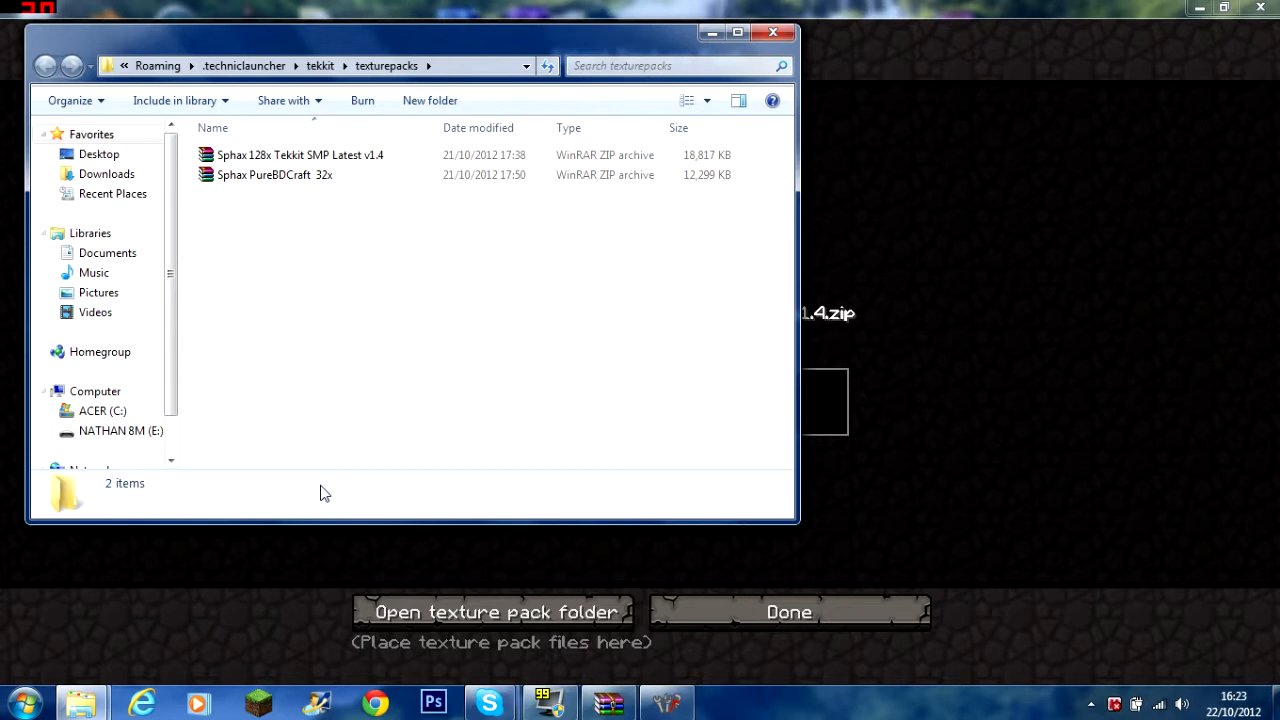 « Roaming .techniclauncher tekkit texturepacks Search texturepacks
Organize Include in library Share with Burn New folder
Name Date modified Type Size
Favorites
Desktop
Downloads
Recent Places
Libraries
Documents
Music
Pictures
Videos
Homegroup
Computer
ACER (C:)
NATHAN 8M (E:)
Sphax 128x Tekkit SMP Latest v1.4 21/10/2012 17:38 WinRAR ZIP archive 18,817 KB
Sphax PureBDCraft 32x 21/10/2012 17:50 WinRAR ZIP archive 12,299 KB
2 items
1.4.zip
Open texture pack folder Done
(Place texture pack files here)
Ps
99
16:23
22/10/2012